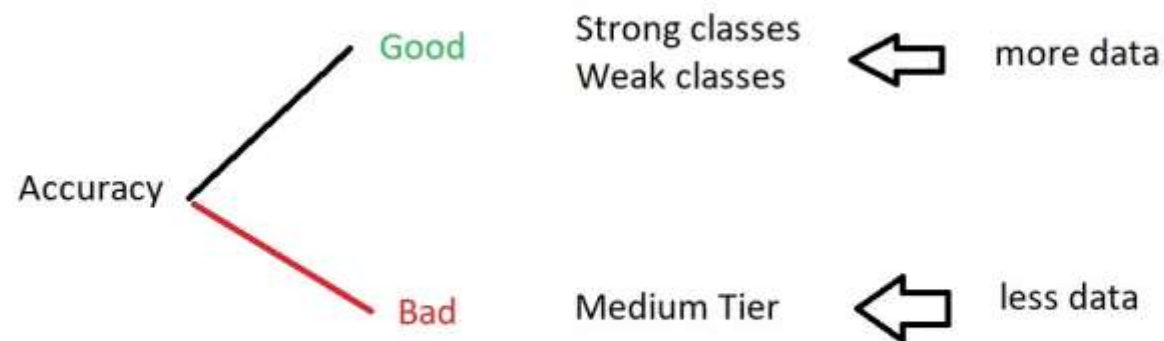 Good
Strong classes
Weak classes
more data
Accuracy
Bad
Medium Tier
less data